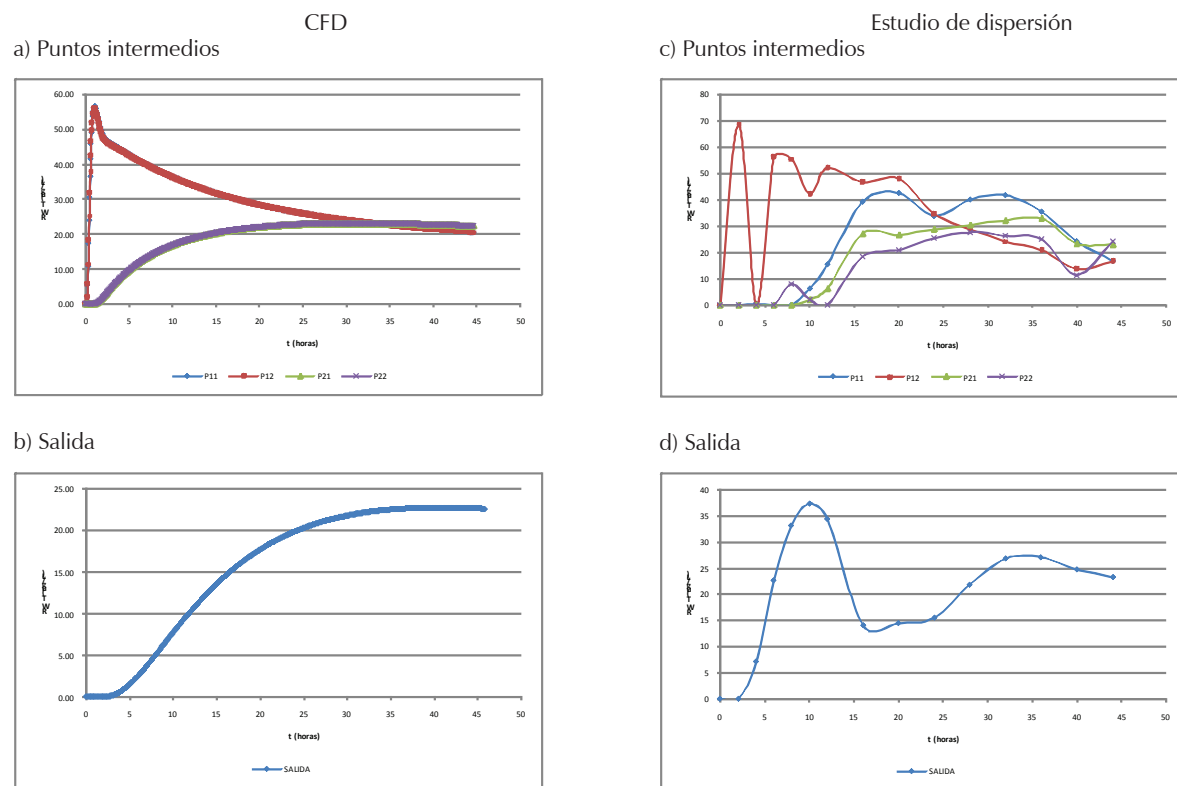 CFD
a) Puntos intermedios
60.00
50.00
40.00
30.00
20.00
10.00
0.00
0 5 10 15 20 25 30 35 40 45 50
t (horas)
P11 P12 P21 P22
b) Salida
25.00
20.00
15.00
10.00
5.00
0.00
0 5 10 15 20 25 30 35 40 45 50
t (horas)
SALIDA
Estudio de dispersión
c) Puntos intermedios
80
70
60
50
40
30
20
10
0
0 5 10 15 20 25 30 35 40 45 50
t (horas)
P11 P12 P21 P22
d) Salida
40
35
30
25
20
15
10
5
0
0 5 10 15 20 25 30 35 40 45 50
t (horas)
SALIDA